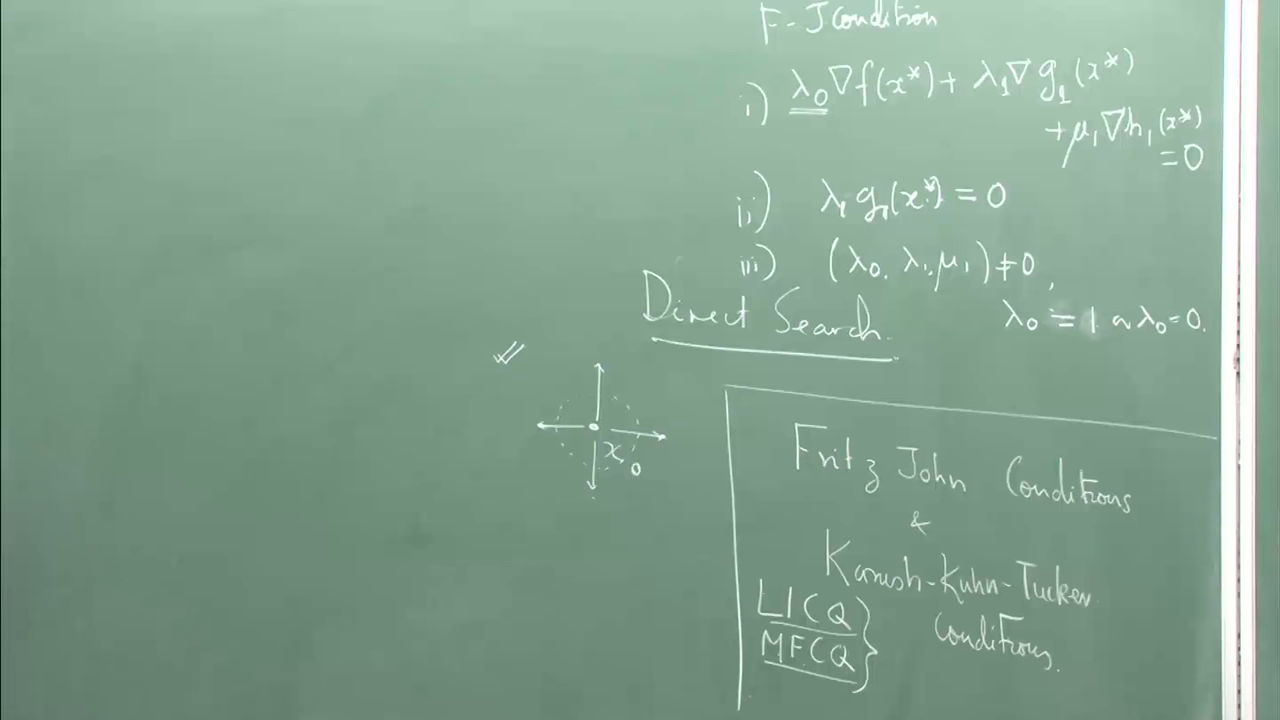 F-J condition
i) λ₀∇f(x*) + λ₁∇g₁(x*)
+ μ₁∇h₁(x*)
= 0
ii) λ₁g₁(x*) = 0
iii) (λ₀, λ₁, μ₁) ≠ 0
λ₀ = 1 or λ₀ = 0.
Direct Search.
x₀
Fritz John Conditions
&
Karush-Kuhn-Tucker
Conditions.
LICQ
MFCQ